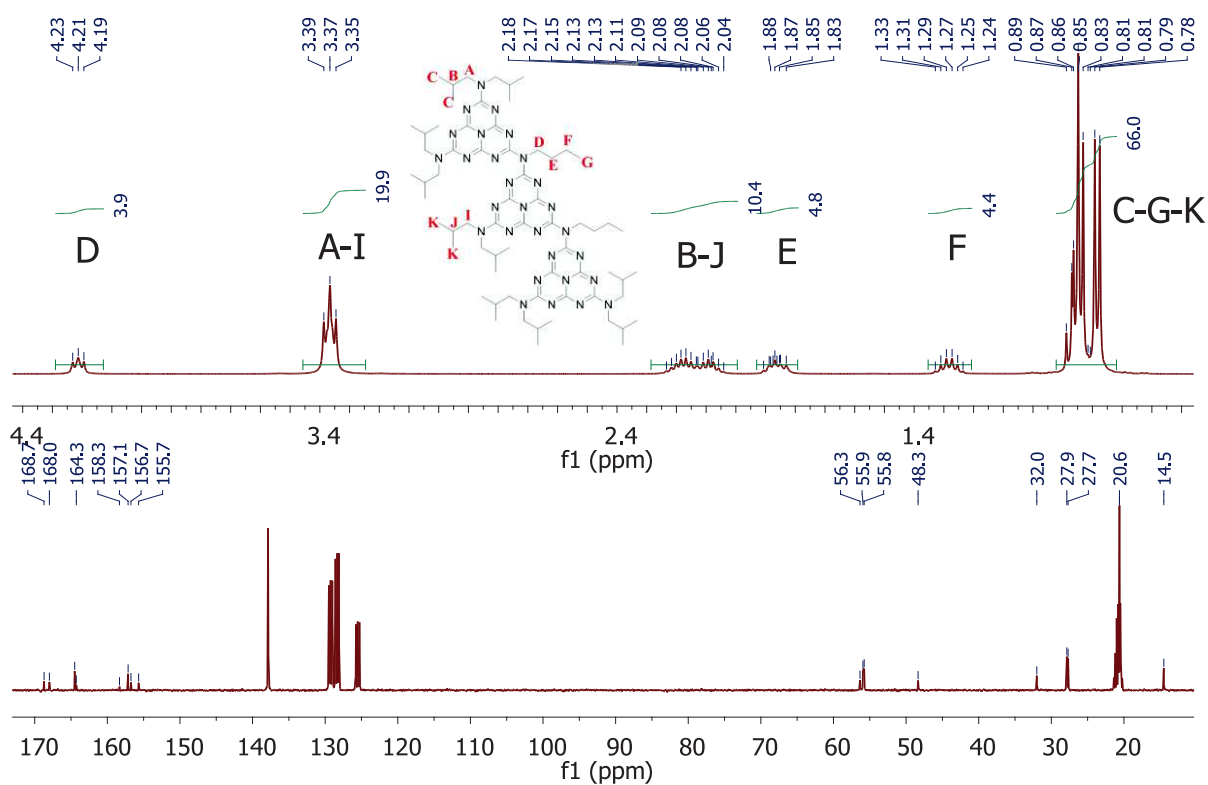 4.23 4.21 4.19 3.39 3.37 3.35 2.18 2.17 2.15 2.13 2.13 2.11 2.09 2.08 2.08 2.06 2.04 1.88 1.87 1.85 1.83 1.33 1.31 1.29 1.27 1.25 1.24 0.89 0.87 0.86 0.85 0.83 0.81 0.81 0.79 0.78
C B A
N N
C
N
N N
N N N
N N N N N
D F
N E G
N
N N
N N N
K J I
N N N N N
N N
K
N
N N
N N N
N N N N N
3.9 19.9 10.4 4.8 4.4 66.0
D A-I B-J E F C-G-K
4.4 3.4 2.4 1.4
f1 (ppm)
168.7 168.0 164.3 158.3 157.1 156.7 155.7 56.3 55.9 55.8 48.3 32.0 27.9 27.7 20.6 14.5
170 160 150 140 130 120 110 100 90 80 70 60 50 40 30 20
f1 (ppm)